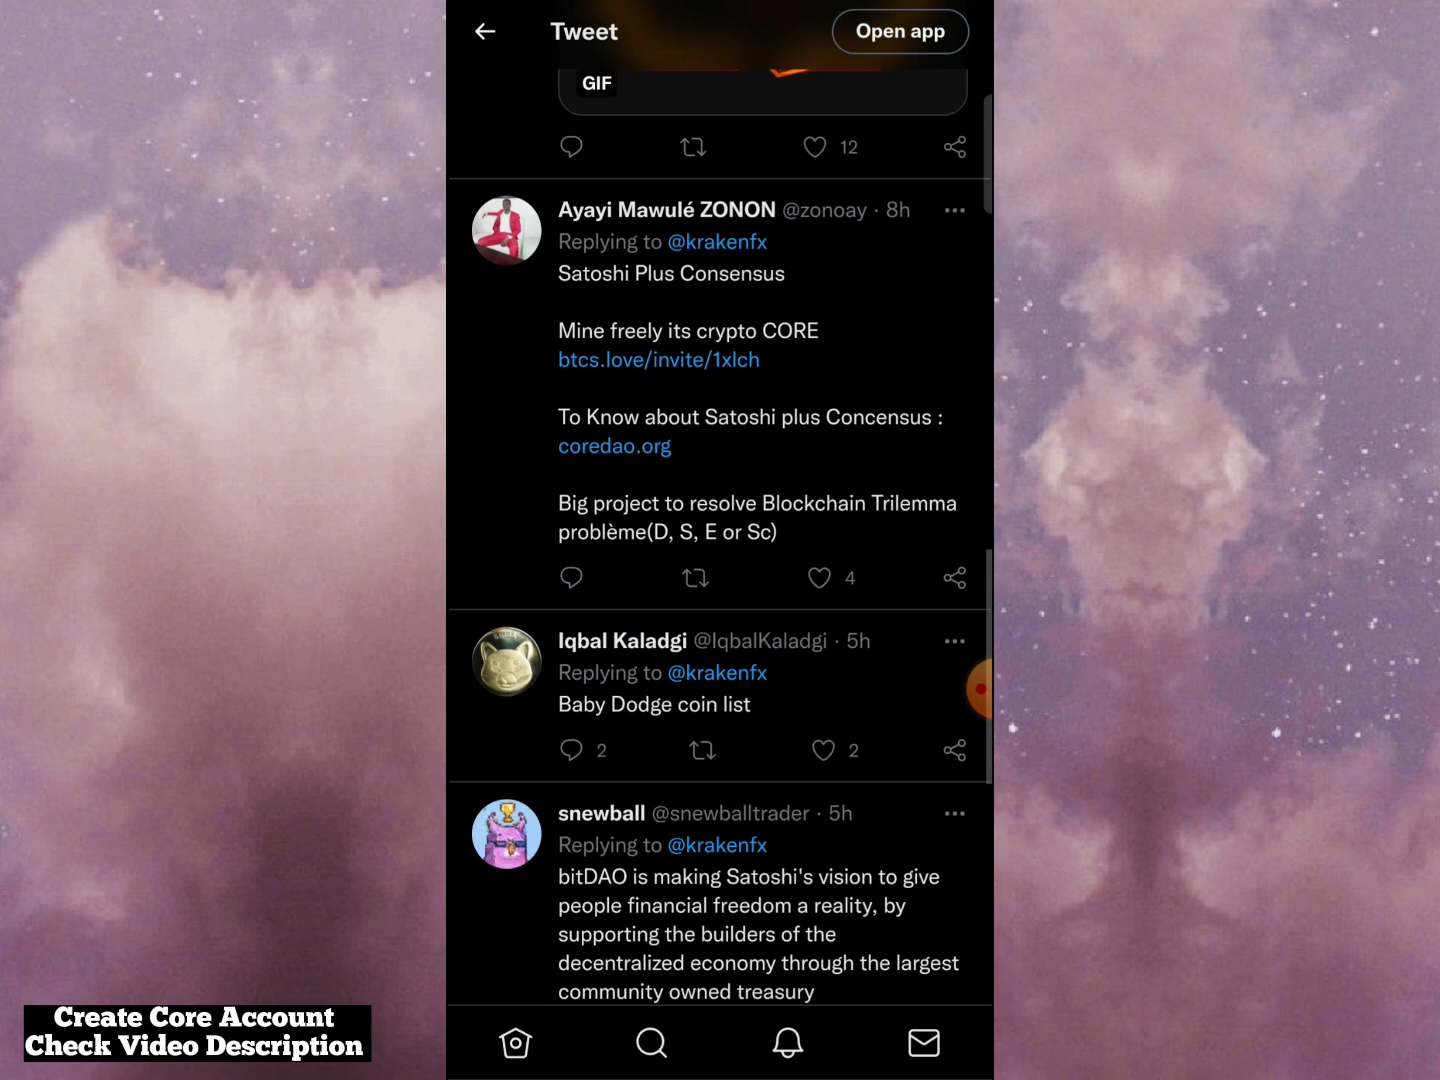 Tweet
Open app
GIF
12
Ayayi Mawulé ZONON @zonoay · 8h
Replying to @krakenfx
Satoshi Plus Consensus
Mine freely its crypto CORE
btcs.love/invite/1xlch
To Know about Satoshi plus Concensus :
coredao.org
Big project to resolve Blockchain Trilemma
problème(D, S, E or Sc)
4
Iqbal Kaladgi @IqbalKaladgi · 5h
Replying to @krakenfx
Baby Dodge coin list
2 2
snewball @snewballtrader · 5h
Replying to @krakenfx
bitDAO is making Satoshi's vision to give
people financial freedom a reality, by
supporting the builders of the
decentralized economy through the largest
community owned treasury
Create Core Account
Check Video Description